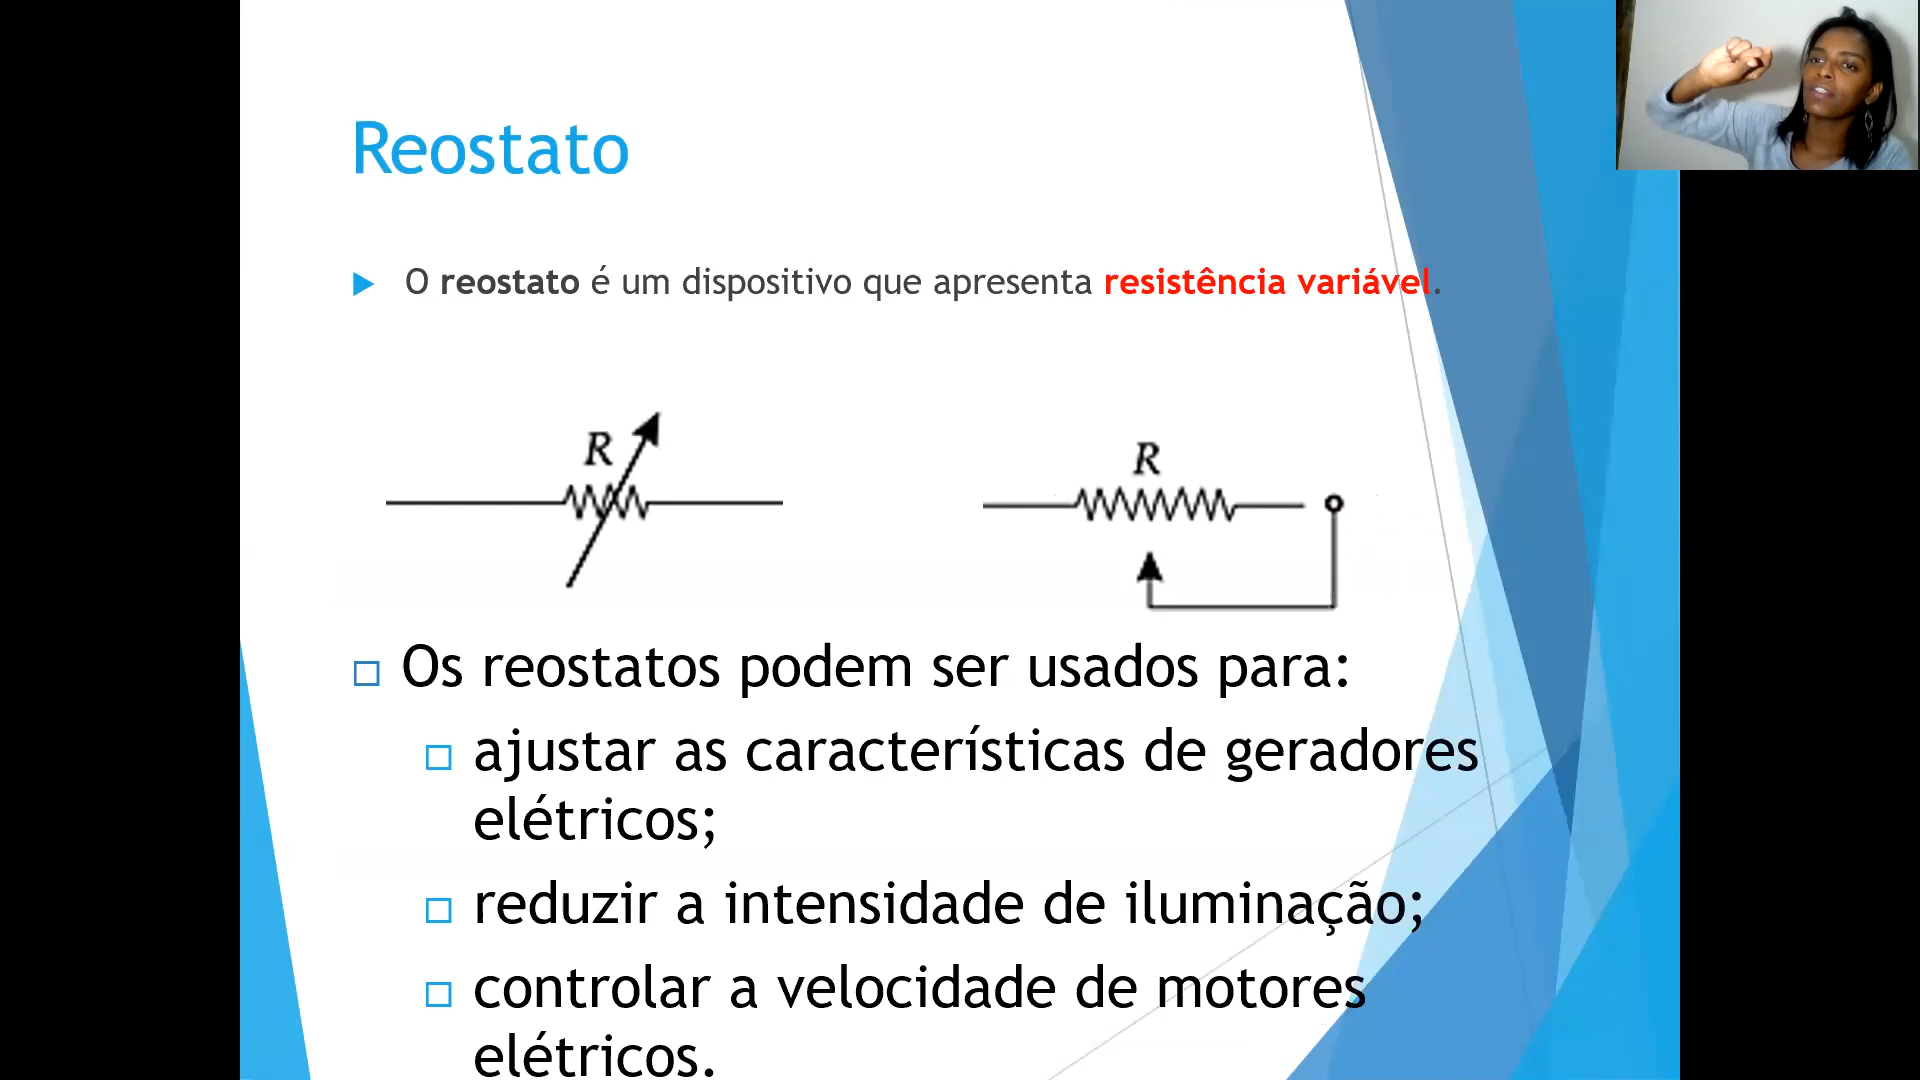 Reostato
O reostato é um dispositivo que apresenta resistência variável.
R
R
Os reostatos podem ser usados para:
ajustar as características de geradores
elétricos;
reduzir a intensidade de iluminação;
controlar a velocidade de motores
elétricos.